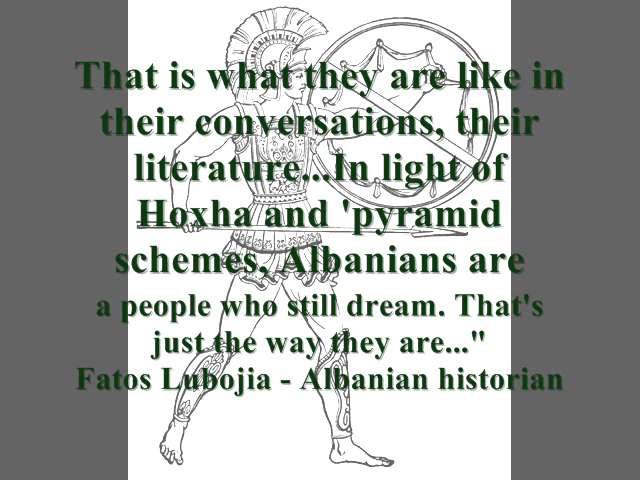 That is what they are like in
their conversations, their
literature...In light of
Hoxha and 'pyramid
schemes, Albanians are
a people who still dream. That's
just the way they are..."
Fatos Lubojia - Albanian historian